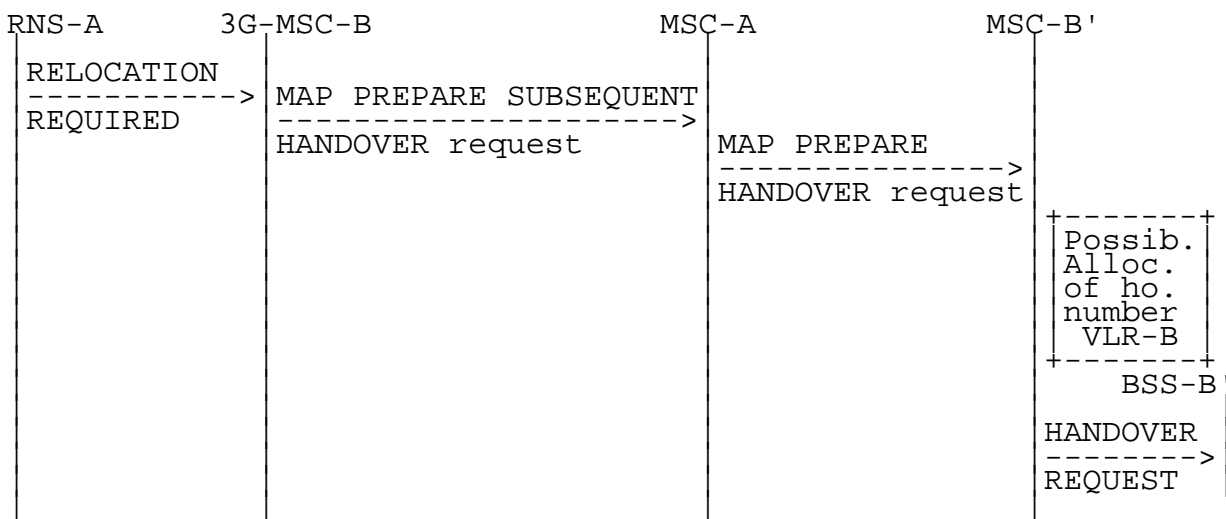 RNS-A 3G-MSC-B MSC-A MSC-B'
RELOCATION
REQUIRED
MAP PREPARE SUBSEQUENT
HANDOVER request
MAP PREPARE
HANDOVER request
Possib.
Alloc.
of ho.
number
VLR-B
BSS-B'
HANDOVER
REQUEST